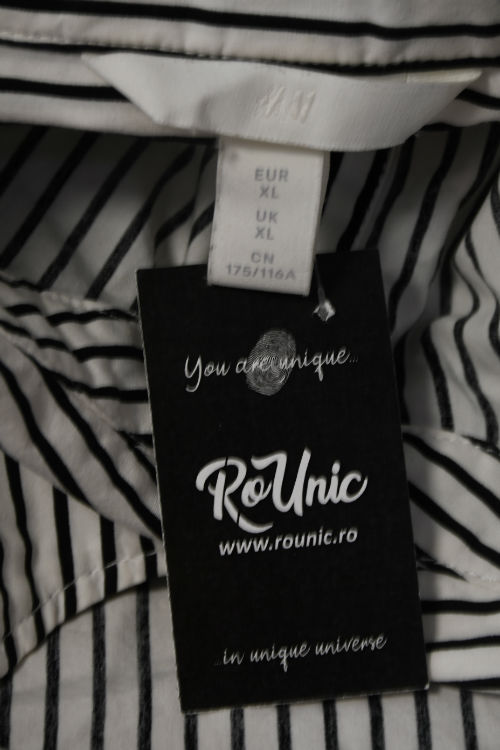 H&M
EUR
XL
UK
XL
CN
175/116A
You are unique...
RoUnic
www.rounic.ro
...in unique universe